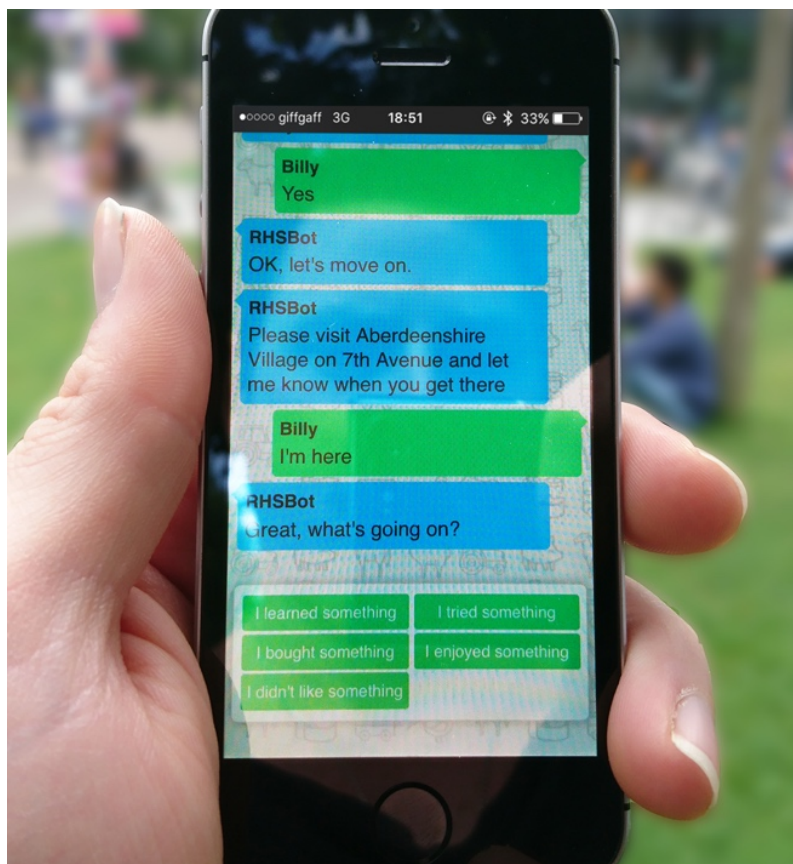 giffgaff 3G 18:51 33%
Billy
Yes
RHSBot
OK, let's move on.
RHSBot
Please visit Aberdeenshire
Village on 7th Avenue and let
me know when you get there
Billy
I'm here
RHSBot
Great, what's going on?
I learned something
I tried something
I bought something
I enjoyed something
I didn't like something